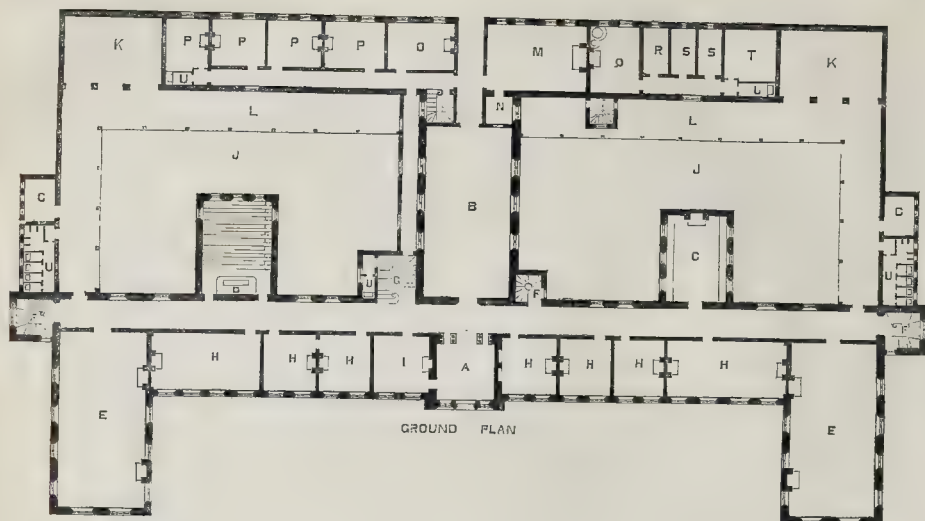 K P P P P O M Q R S S T K
U U
N
L L
J J
B
C C C
U D U G F U
F F
H H H I A H H H H
E E
GROUND PLAN